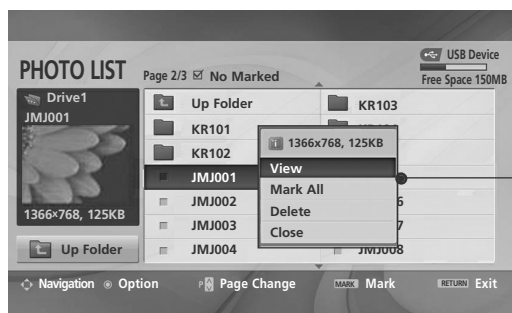 USB Device
PHOTO LIST
Page 2/3
No Marked
Free Space 150MB
Drive1
JMJ001
1366×768, 125KB
Up Folder
Up Folder
KR101
KR102
JMJ001
JMJ002
JMJ003
JMJ004
KR103
JMJ008
1366x768, 125KB
View
Mark All
Delete
Close
Navigation
Option
P
Page Change
MARK Mark
RETURN Exit